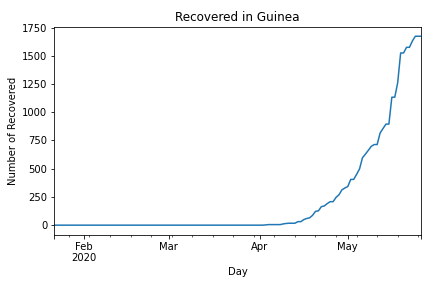 Recovered in Guinea
1750
1500
1250
1000
750
500
250
0
Number of Recovered
Feb
2020
Mar
Apr
May
Day